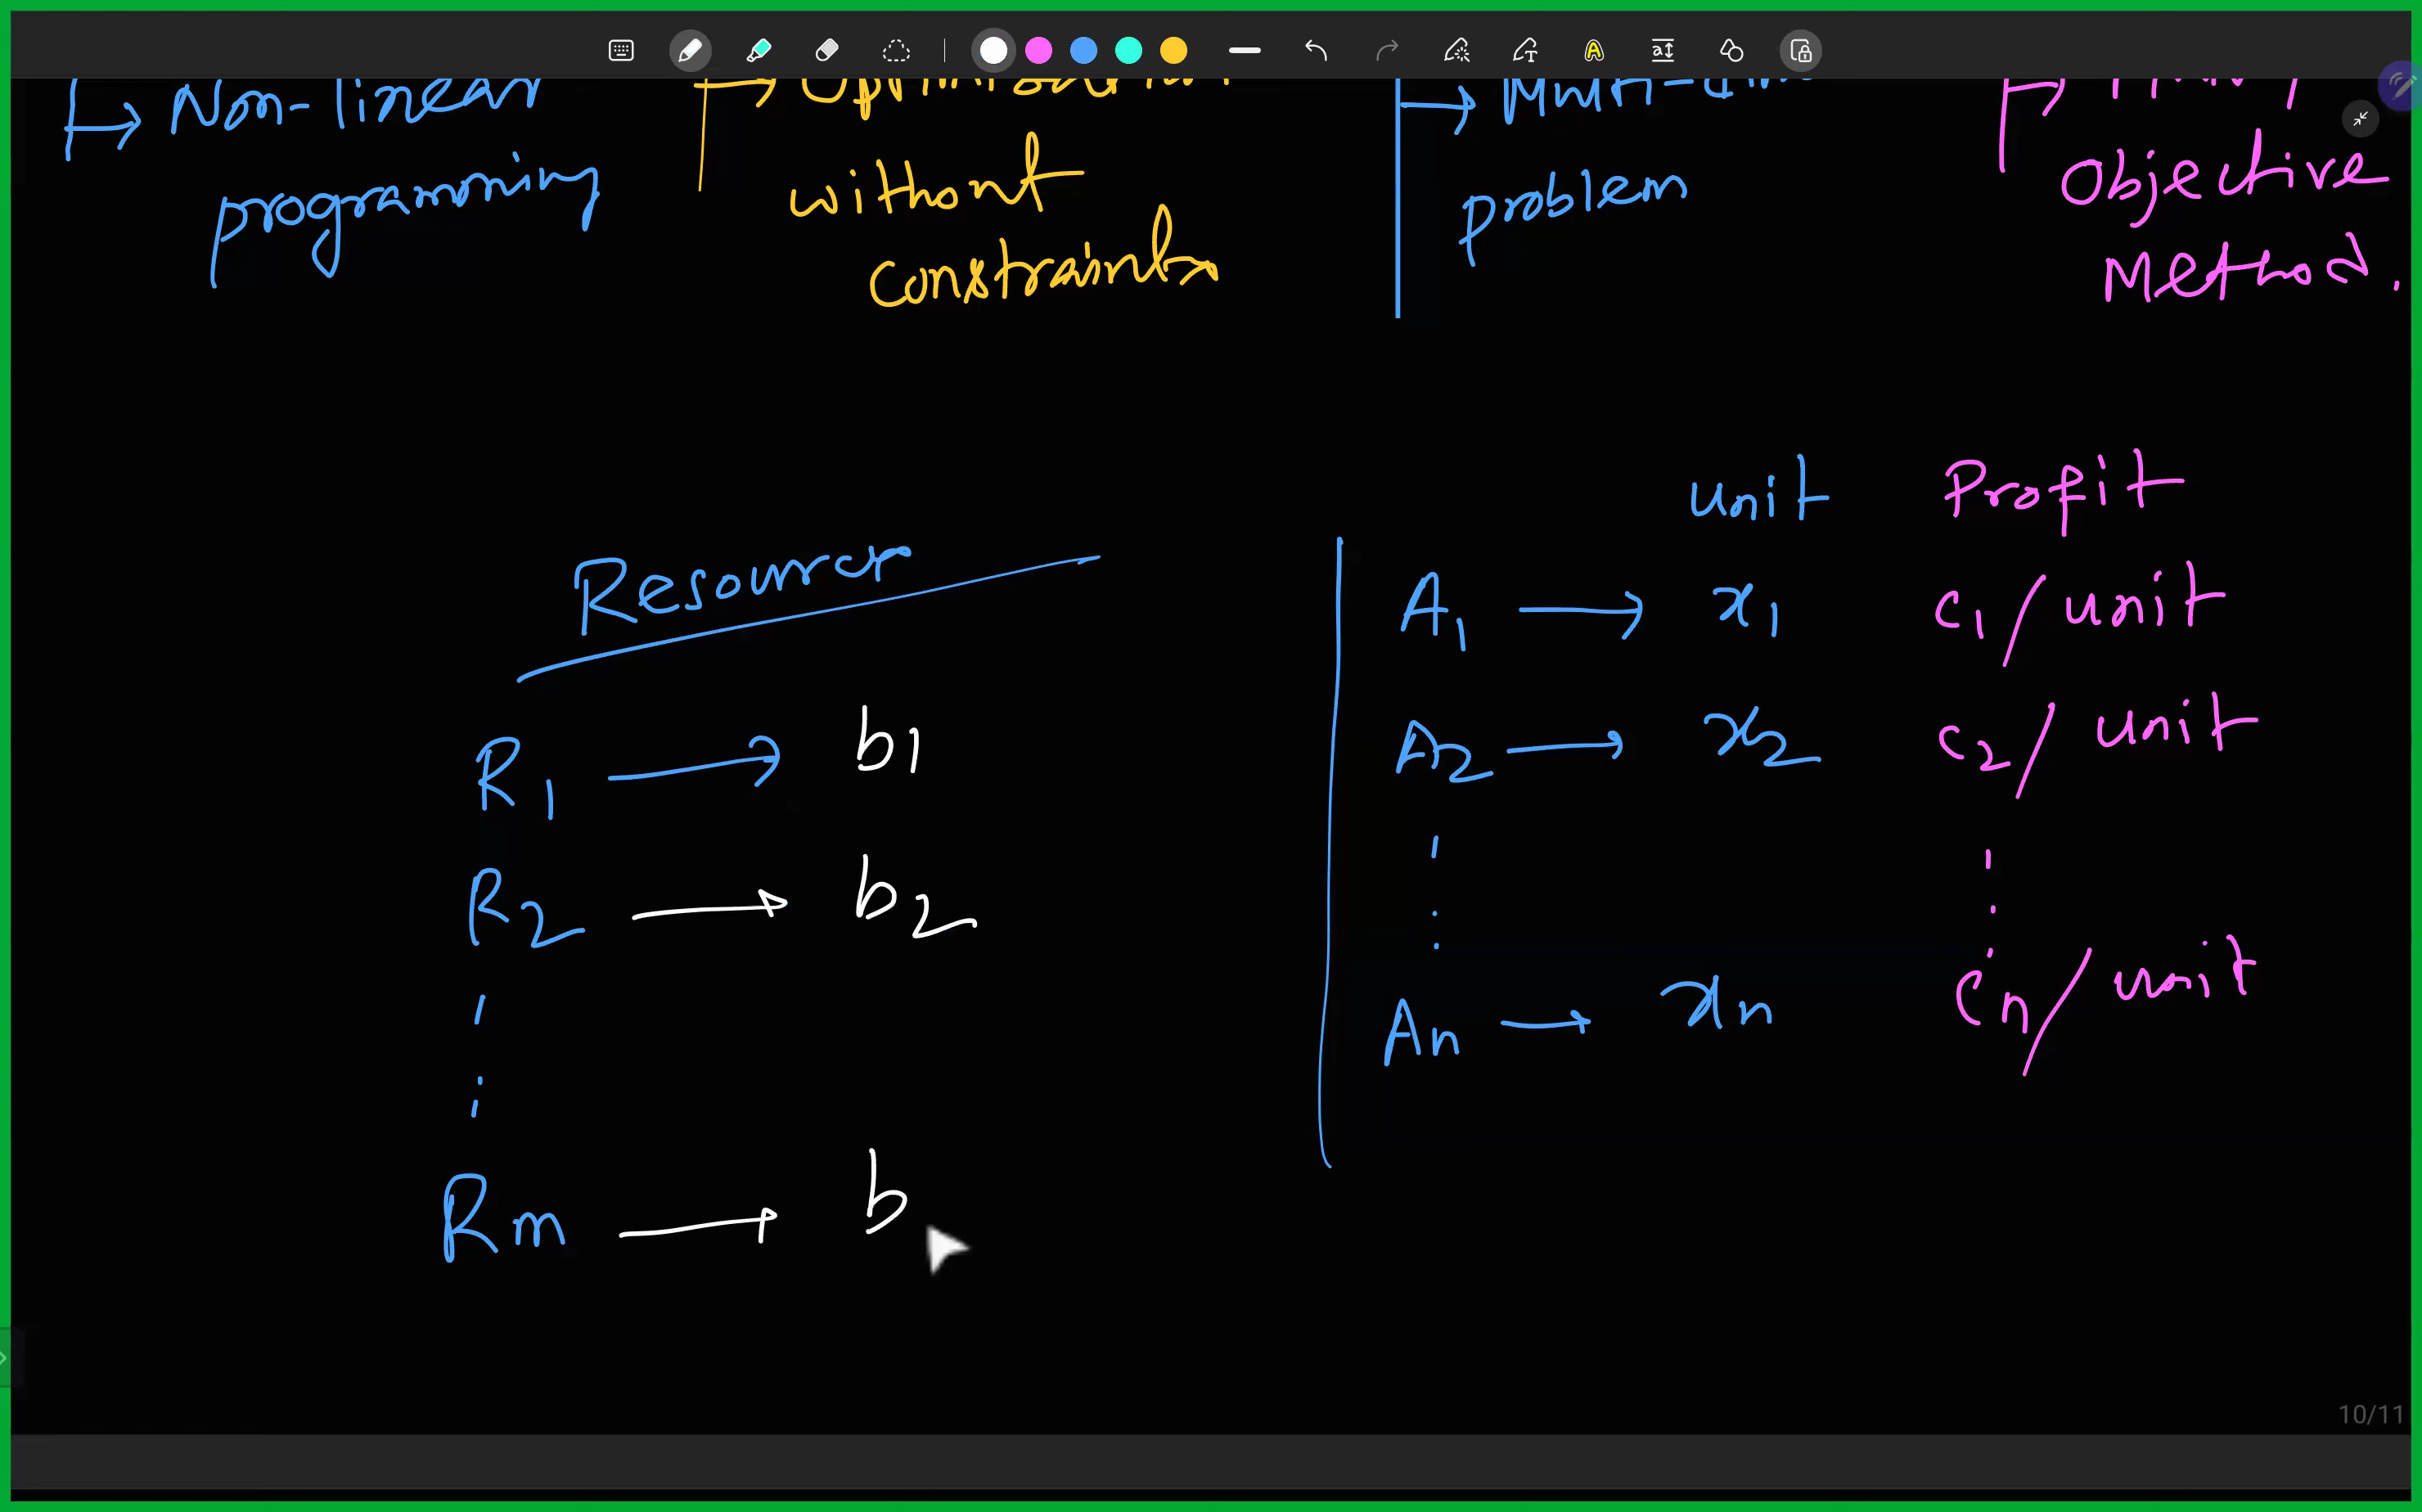 Non-linear
programming
without
constraints
problem
Objective
Method.
Resource
R1 → b1
R2 → b2
Rm → b
unit Profit
A1 → x1 c1/unit
A2 → x2 c2/unit
An → xn cn/unit
10/11